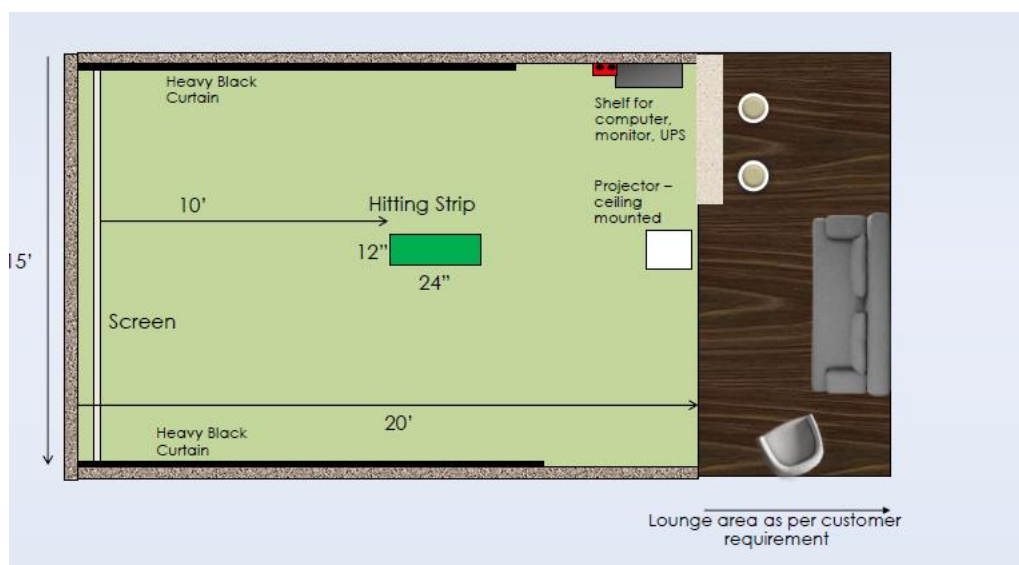 Heavy Black
Curtain
Shelf for
computer,
monitor, UPS
Projector –
ceiling
mounted
10’
Hitting Strip
12”
24”
15’
Screen
20’
Heavy Black
Curtain
Lounge area as per customer
requirement